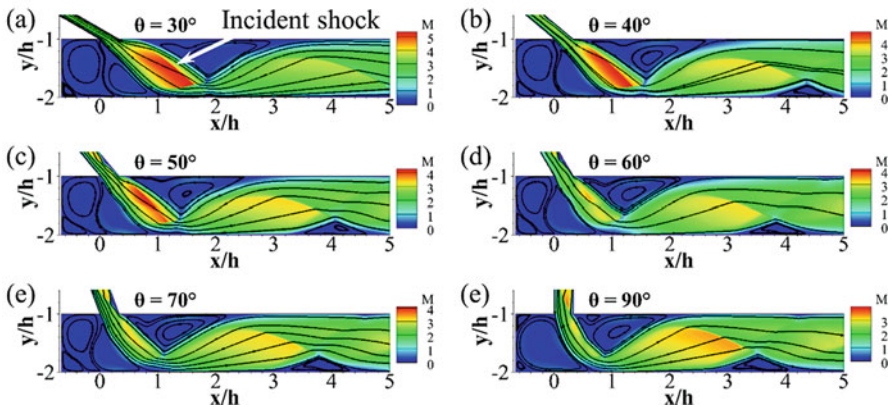 (a) θ = 30° Incident shock
y/h -1 -2
0 1 2 3 4 5
x/h
M 5 4 3 2 1 0
(b) θ = 40°
y/h -1 -2
0 1 2 3 4 5
x/h
M 5 4 3 2 1 0
(c) θ = 50°
y/h -1 -2
0 1 2 3 4 5
x/h
M 4 3 2 1 0
(d) θ = 60°
y/h -1 -2
0 1 2 3 4 5
x/h
M 4 3 2 1 0
(e) θ = 70°
y/h -1 -2
0 1 2 3 4 5
x/h
M 4 3 2 1 0
(e) θ = 90°
y/h -1 -2
0 1 2 3 4 5
x/h
M 4 3 2 1 0